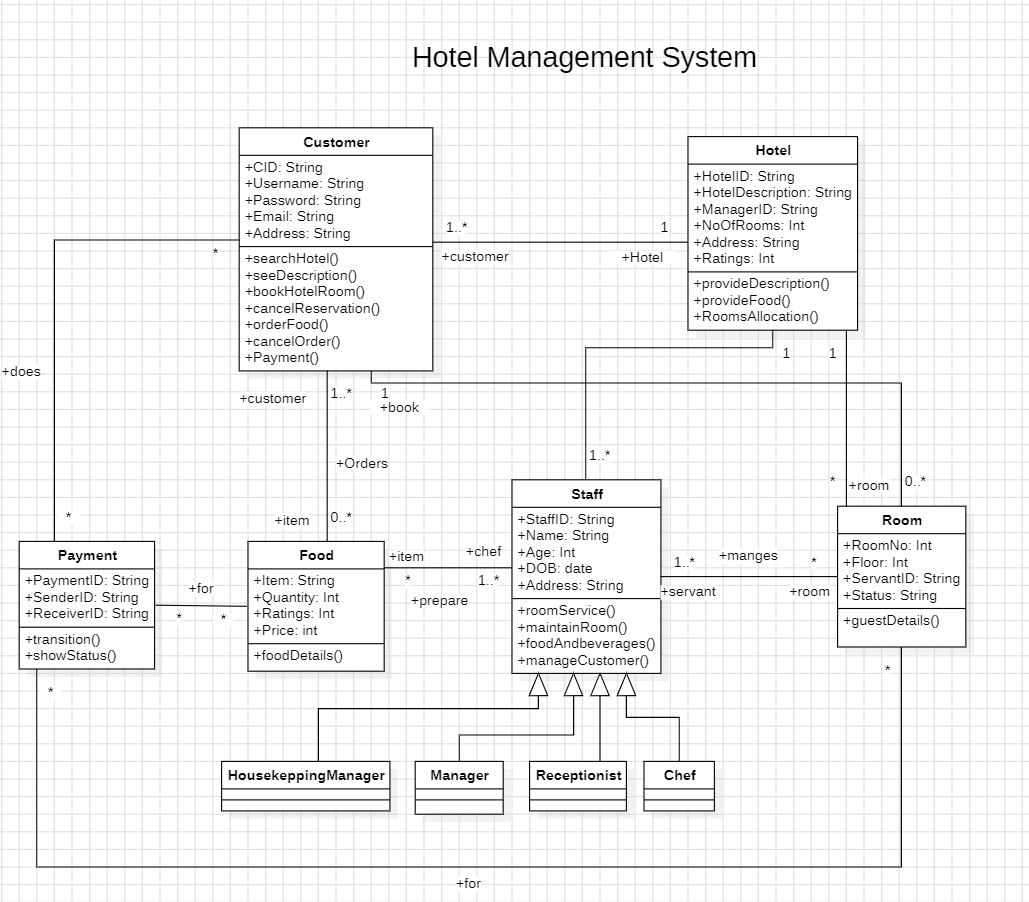 Hotel Management System
Customer
+CID: String
+Username: String
+Password: String
+Email: String
+Address: String
+searchHotel()
+seeDescription()
+bookHotelRoom()
+cancelReservation()
+orderFood()
+cancelOrder()
+Payment()
Hotel
+HotelID: String
+HotelDescription: String
+ManagerID: String
+NoOfRooms: Int
+Address: String
+Ratings: Int
+provideDescription()
+provideFood()
+RoomsAllocation()
1..*
1
+customer
+Hotel
*
+does
*
+customer
1..*
1
+book
+Orders
+item
0..*
1
1
1..*
*
+room
0..*
Payment
+PaymentID: String
+SenderID: String
+ReceiverID: String
+transition()
+showStatus()
+for
*
*
Food
+Item: String
+Quantity: Int
+Ratings: Int
+Price: int
+foodDetails()
+item
+chef
*
1..*
+prepare
Staff
+StaffID: String
+Name: String
+Age: Int
+DOB: date
+Address: String
+roomService()
+maintainRoom()
+foodAndbeverages()
+manageCustomer()
1..*
+manges
*
+servant
+room
Room
+RoomNo: Int
+Floor: Int
+ServantID: String
+Status: String
+guestDetails()
*
*
HousekeppingManager
Manager
Receptionist
Chef
+for